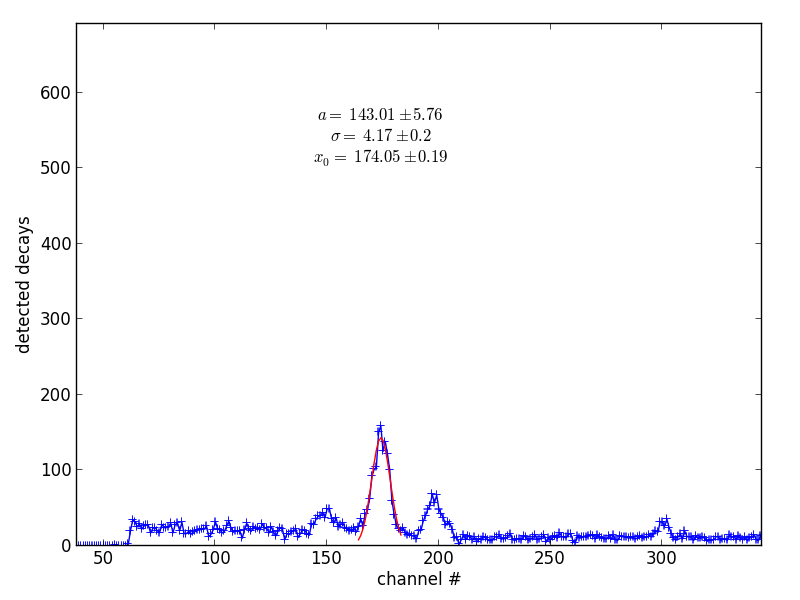 600
500
400
300
200
100
0
a = 143.01 ±5.76
σ = 4.17 ±0.2
x₀ = 174.05 ±0.19
detected decays
50 100 150 200 250 300
channel #